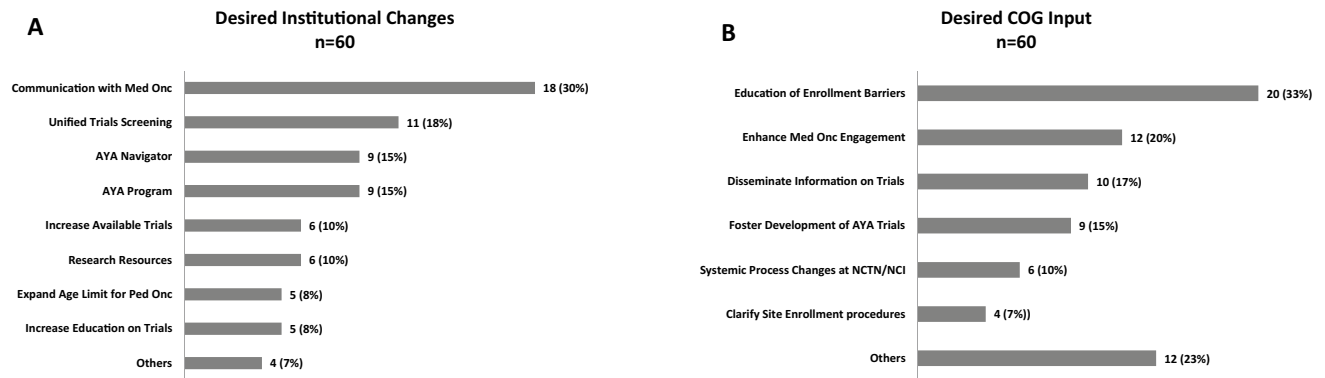 A
Desired Institutional Changes
n=60
Communication with Med Onc 18 (30%)
Unified Trials Screening 11 (18%)
AYA Navigator 9 (15%)
AYA Program 9 (15%)
Increase Available Trials 6 (10%)
Research Resources 6 (10%)
Expand Age Limit for Ped Onc 5 (8%)
Increase Education on Trials 5 (8%)
Others 4 (7%)
B
Desired COG Input
n=60
Education of Enrollment Barriers 20 (33%)
Enhance Med Onc Engagement 12 (20%)
Disseminate Information on Trials 10 (17%)
Foster Development of AYA Trials 9 (15%)
Systemic Process Changes at NCTN/NCI 6 (10%)
Clarify Site Enrollment procedures 4 (7%))
Others 12 (23%)